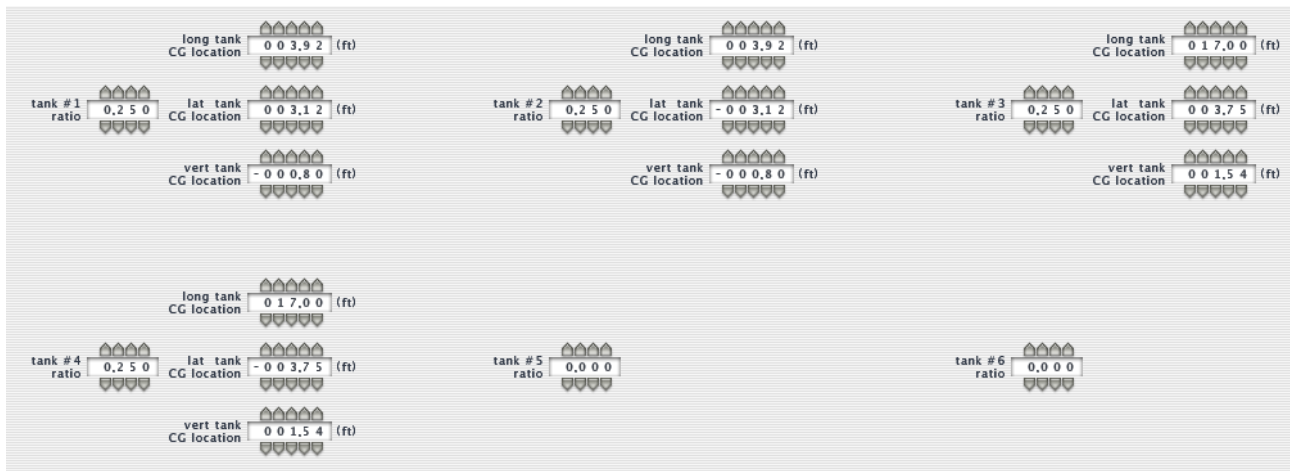 long tank
CG location 003.92 (ft)
long tank
CG location 003.92 (ft)
long tank
CG location 017.00 (ft)
tank #1
ratio 0.250
lat tank
CG location 003.12 (ft)
tank #2
ratio 0.250
lat tank
CG location -003.12 (ft)
tank #3
ratio 0.250
lat tank
CG location 003.75 (ft)
vert tank
CG location -000.80 (ft)
vert tank
CG location -000.80 (ft)
vert tank
CG location 001.54 (ft)
long tank
CG location 017.00 (ft)
tank #4
ratio 0.250
lat tank
CG location -003.75 (ft)
tank #5
ratio 0.000
tank #6
ratio 0.000
vert tank
CG location 001.54 (ft)